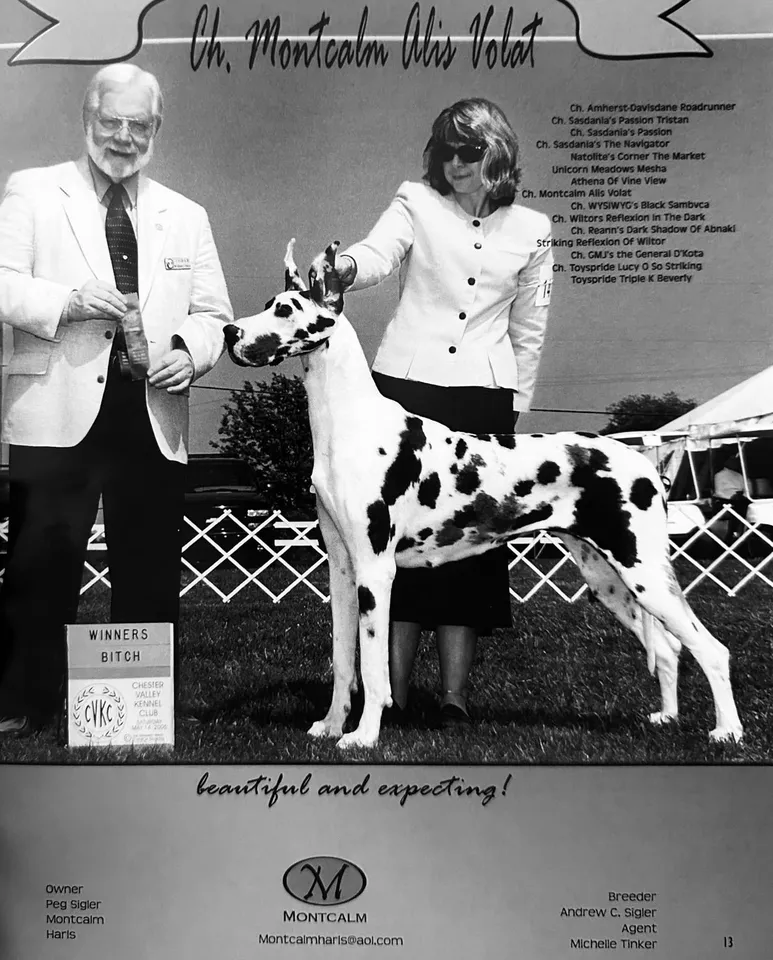 Ch. Montcalm Alis Volat
Ch. Amherst-Davisdane Roadrunner
Ch. Sasdania's Passion Tristan
Ch. Sasdania's Passion
Ch. Sasdania's The Navigator
Natolite's Corner The Market
Unicorn Meadows Mesha
Athena Of Vine View
Ch. Montcalm Alis Volat
Ch. WYSIWYG's Black Sambvca
Ch. Wiltors Reflexion In The Dark
Ch. Reann's Dark Shadow Of Abnaki
Striking Reflexion Of Wiltor
Ch. GMJ's the General D'Kota
Ch. Toyspride Lucy O So Striking
Toyspride Triple K Beverly
WINNERS
BITCH
CVKC
CHESTER
VALLEY
KENNEL
CLUB
SATURDAY
beautiful and expecting!
Owner
Peg Sigler
Montcalm
Harls
M
MONTCALM
Montcalmharls@aol.com
Breeder
Andrew C. Sigler
Agent
Michelle Tinker
13